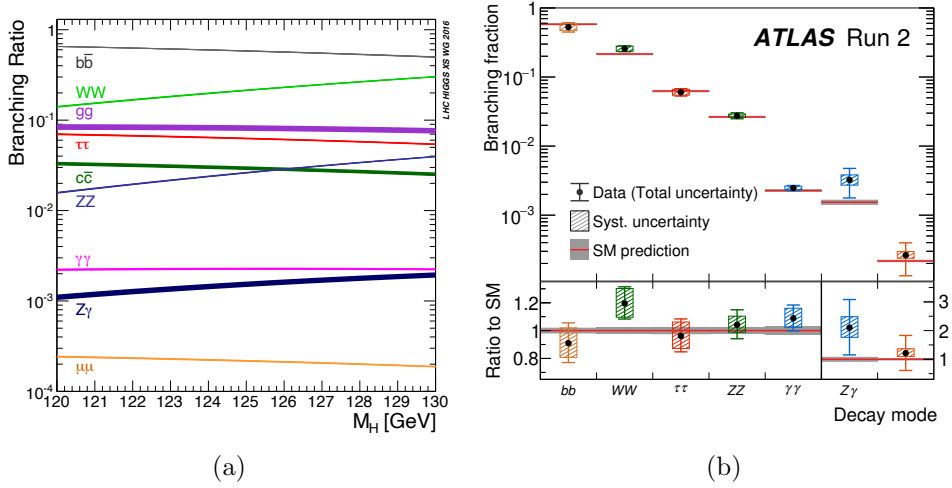 Branching Ratio
1
10⁻¹
10⁻²
10⁻³
10⁻⁴
bb̄
WW
gg
ττ
cc̄
ZZ
γγ
Zγ
μμ
LHC HIGGS XS WG 2016
120 121 122 123 124 125 126 127 128 129 130
M_H [GeV]
(a)
Branching fraction
1
10⁻¹
10⁻²
10⁻³
ATLAS Run 2
Data (Total uncertainty)
Syst. uncertainty
SM prediction
Ratio to SM
1.2
1
0.8
3
2
1
bb WW ττ ZZ γγ Zγ
Decay mode
(b)